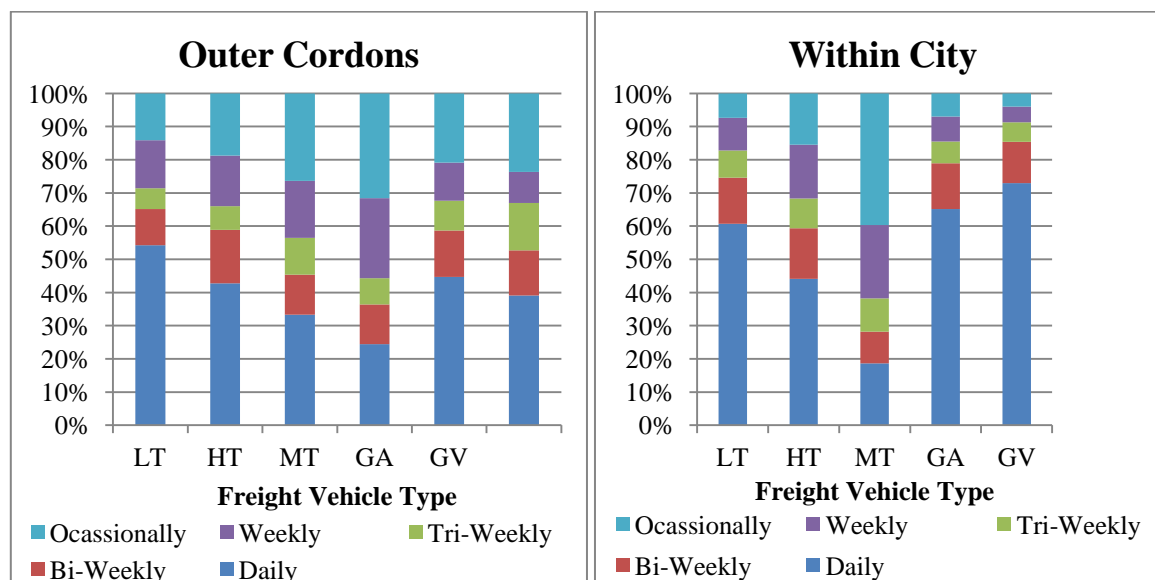 Outer Cordons
100%
90%
80%
70%
60%
50%
40%
30%
20%
10%
0%
LT HT MT GA GV
Freight Vehicle Type
Ocassionally Weekly Tri-Weekly
Bi-Weekly Daily
Within City
100%
90%
80%
70%
60%
50%
40%
30%
20%
10%
0%
LT HT MT GA GV
Freight Vehicle Type
Ocassionally Weekly Tri-Weekly
Bi-Weekly Daily